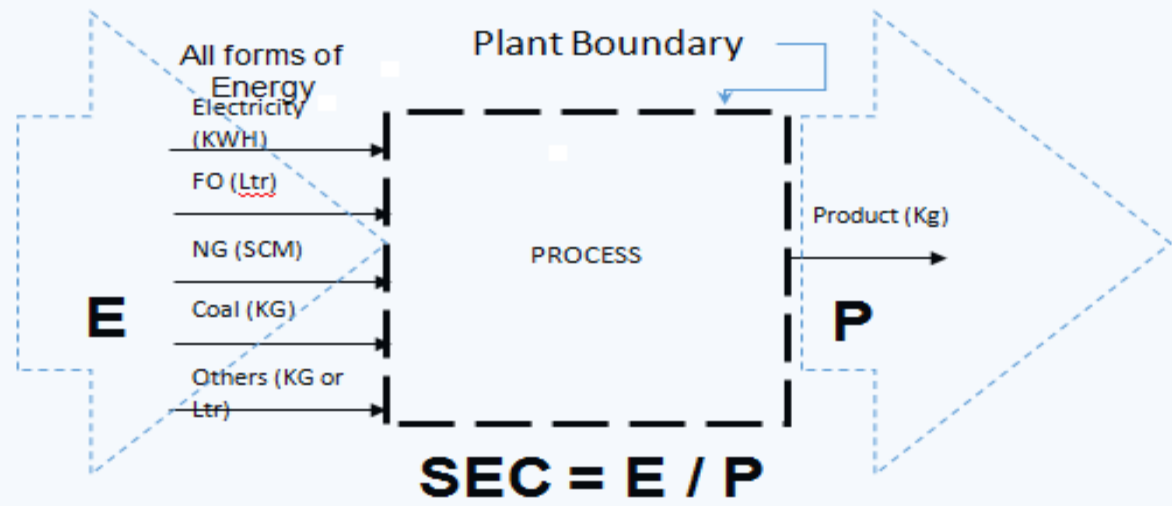 All forms of
Energy
Plant Boundary
Electricity
(KWH)
FO (Ltr)
NG (SCM)
Coal (KG)
Others (KG or
Ltr)
E
PROCESS
Product (Kg)
P
SEC = E / P